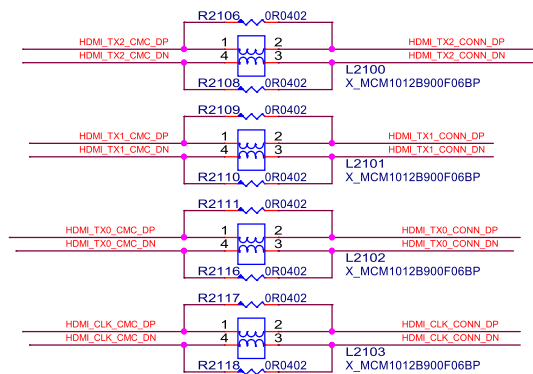 R2106 0R0402
HDMI_TX2_CMC_DP 1 2 HDMI_TX2_CONN_DP
HDMI_TX2_CMC_DN 4 3 HDMI_TX2_CONN_DN
R2108 0R0402 L2100
X_MCM1012B900F06BP
R2109 0R0402
HDMI_TX1_CMC_DP 1 2 HDMI_TX1_CONN_DP
HDMI_TX1_CMC_DN 4 3 HDMI_TX1_CONN_DN
R2110 0R0402 L2101
X_MCM1012B900F06BP
R2111 0R0402
HDMI_TX0_CMC_DP 1 2 HDMI_TX0_CONN_DP
HDMI_TX0_CMC_DN 4 3 HDMI_TX0_CONN_DN
R2116 0R0402 L2102
X_MCM1012B900F06BP
R2117 0R0402
HDMI_CLK_CMC_DP 1 2 HDMI_CLK_CONN_DP
HDMI_CLK_CMC_DN 4 3 HDMI_CLK_CONN_DN
R2118 0R0402 L2103
X_MCM1012B900F06BP